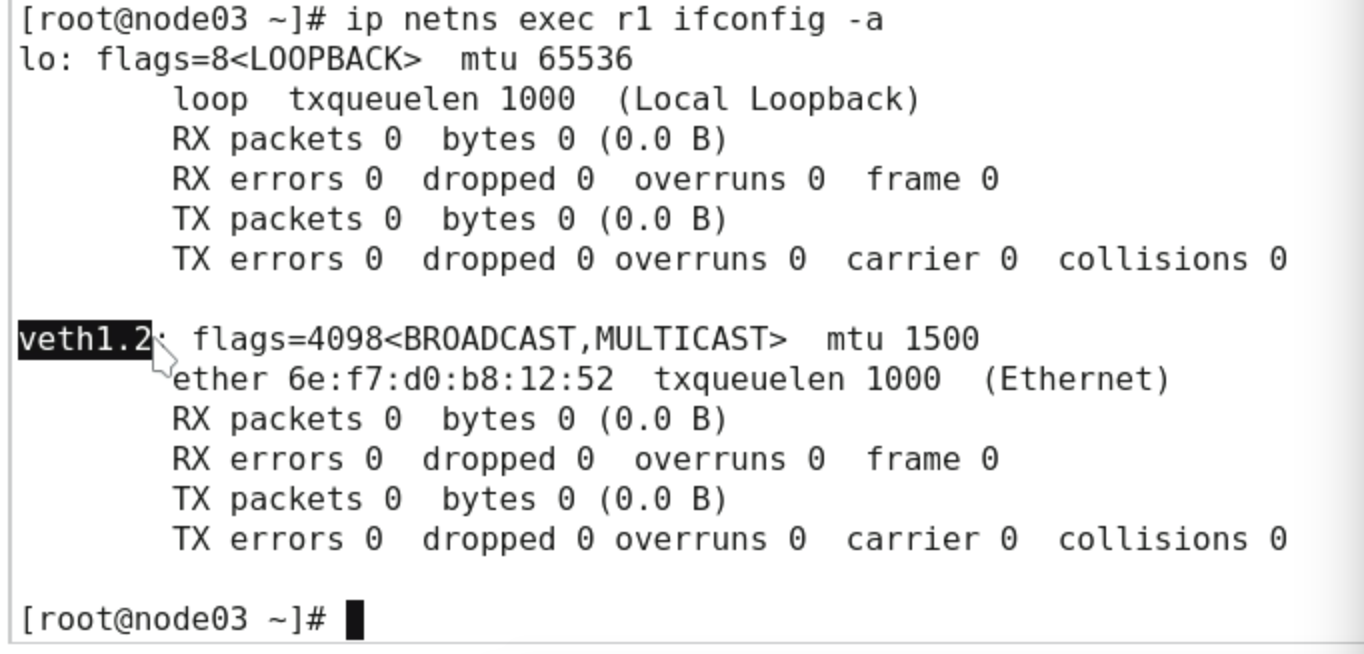 [root@node03 ~]# ip netns exec r1 ifconfig -a
lo: flags=8<LOOPBACK>  mtu 65536
        loop  txqueuelen 1000  (Local Loopback)
        RX packets 0  bytes 0 (0.0 B)
        RX errors 0  dropped 0  overruns 0  frame 0
        TX packets 0  bytes 0 (0.0 B)
        TX errors 0  dropped 0 overruns 0  carrier 0  collisions 0

veth1.2: flags=4098<BROADCAST,MULTICAST>  mtu 1500
        ether 6e:f7:d0:b8:12:52  txqueuelen 1000  (Ethernet)
        RX packets 0  bytes 0 (0.0 B)
        RX errors 0  dropped 0  overruns 0  frame 0
        TX packets 0  bytes 0 (0.0 B)
        TX errors 0  dropped 0 overruns 0  carrier 0  collisions 0

[root@node03 ~]#